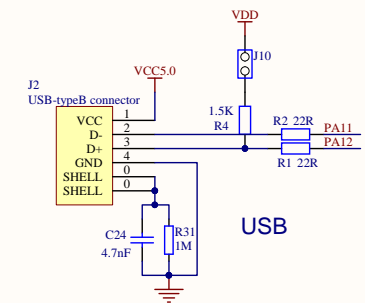 VDD
J10
J2
VCC5.0
USB-typeB connector
VCC 1
D- 2
D+ 3
GND 4
SHELL 0
SHELL 0
1.5K
R4
R2 22R
PA11
PA12
R1 22R
C24
4.7nF
R31
1M
USB